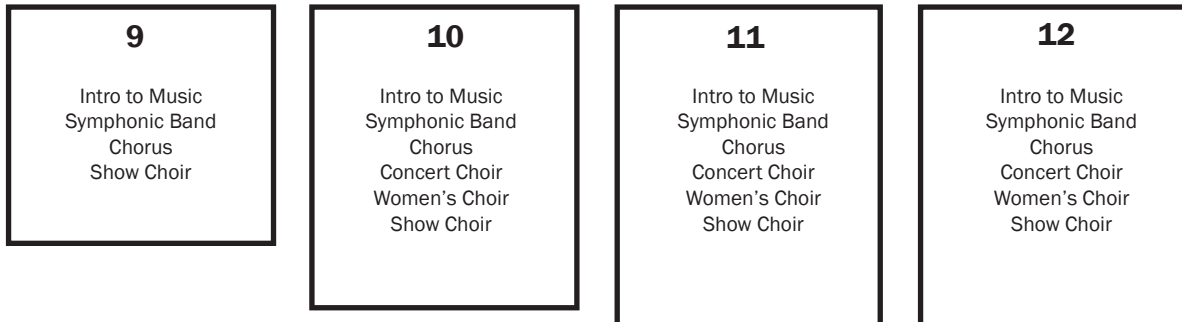 9
Intro to Music
Symphonic Band
Chorus
Show Choir
10
Intro to Music
Symphonic Band
Chorus
Concert Choir
Women's Choir
Show Choir
11
Intro to Music
Symphonic Band
Chorus
Concert Choir
Women's Choir
Show Choir
12
Intro to Music
Symphonic Band
Chorus
Concert Choir
Women's Choir
Show Choir